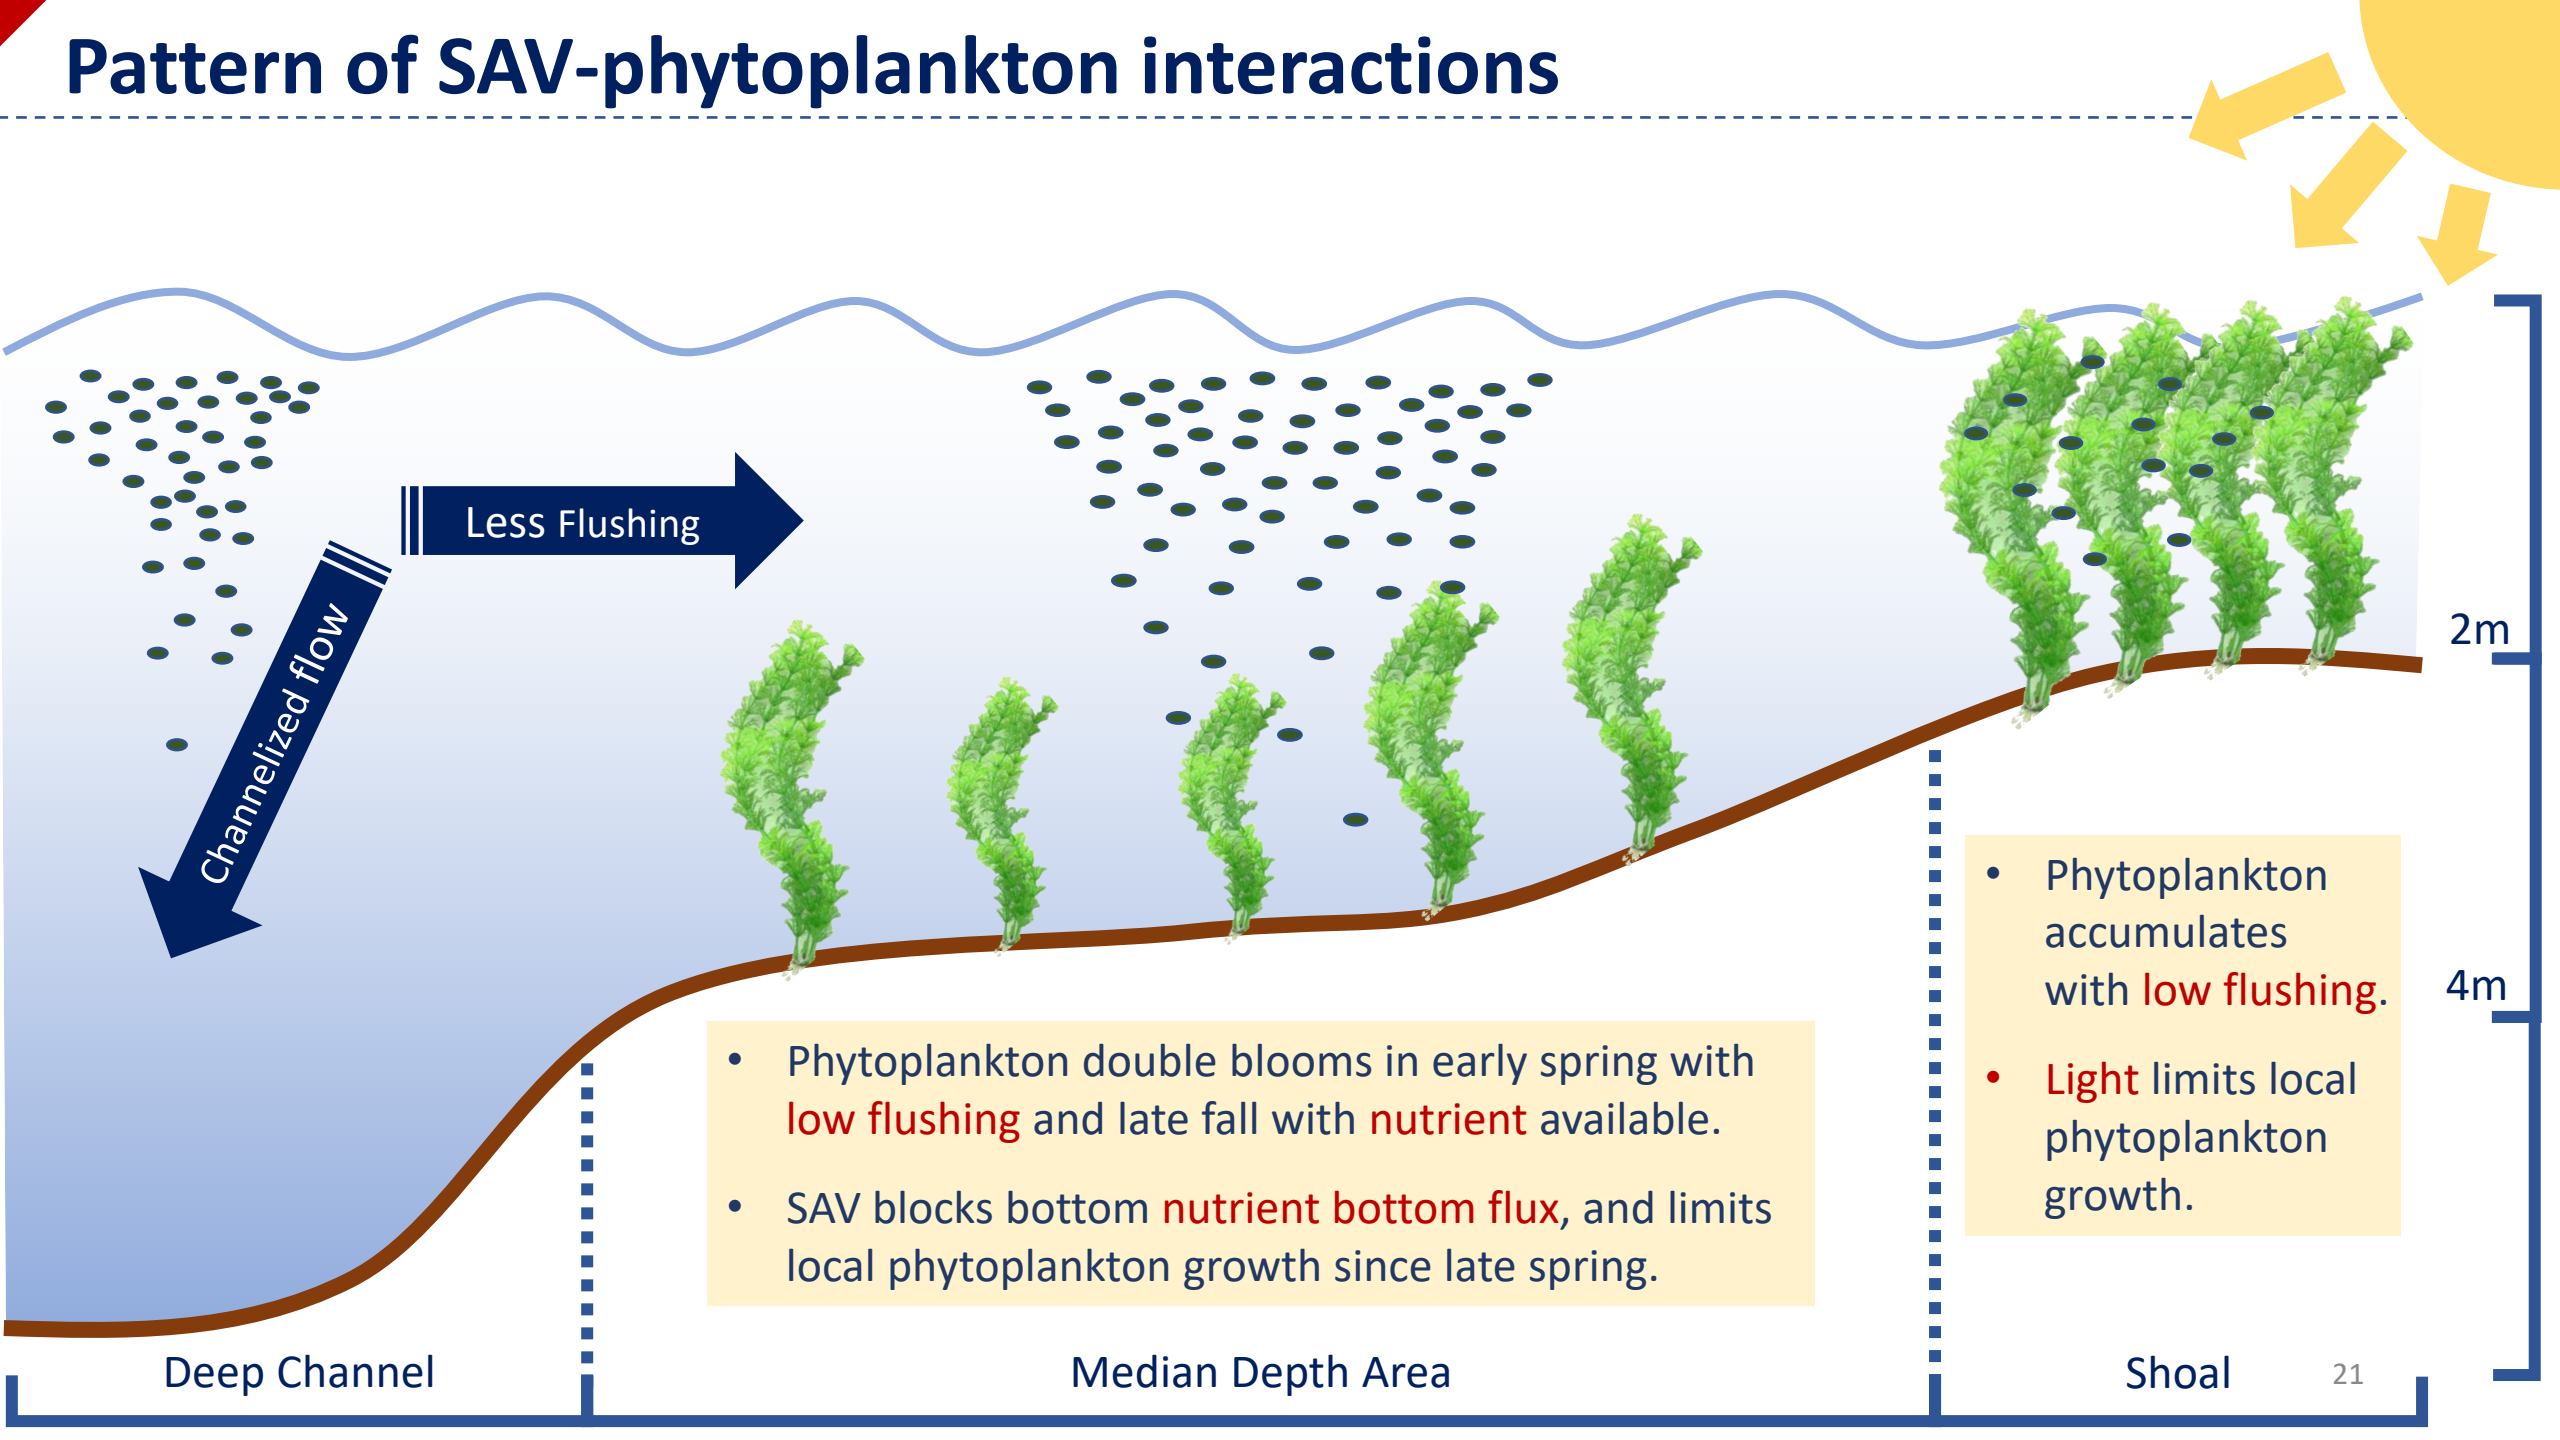 Pattern of SAV-phytoplankton interactions
Less Flushing
Channelized flow
2m
4m
• Phytoplankton
accumulates
with low flushing.
• Light limits local
phytoplankton
growth.
• Phytoplankton double blooms in early spring with
low flushing and late fall with nutrient available.
• SAV blocks bottom nutrient bottom flux, and limits
local phytoplankton growth since late spring.
Deep Channel
Median Depth Area
Shoal
21